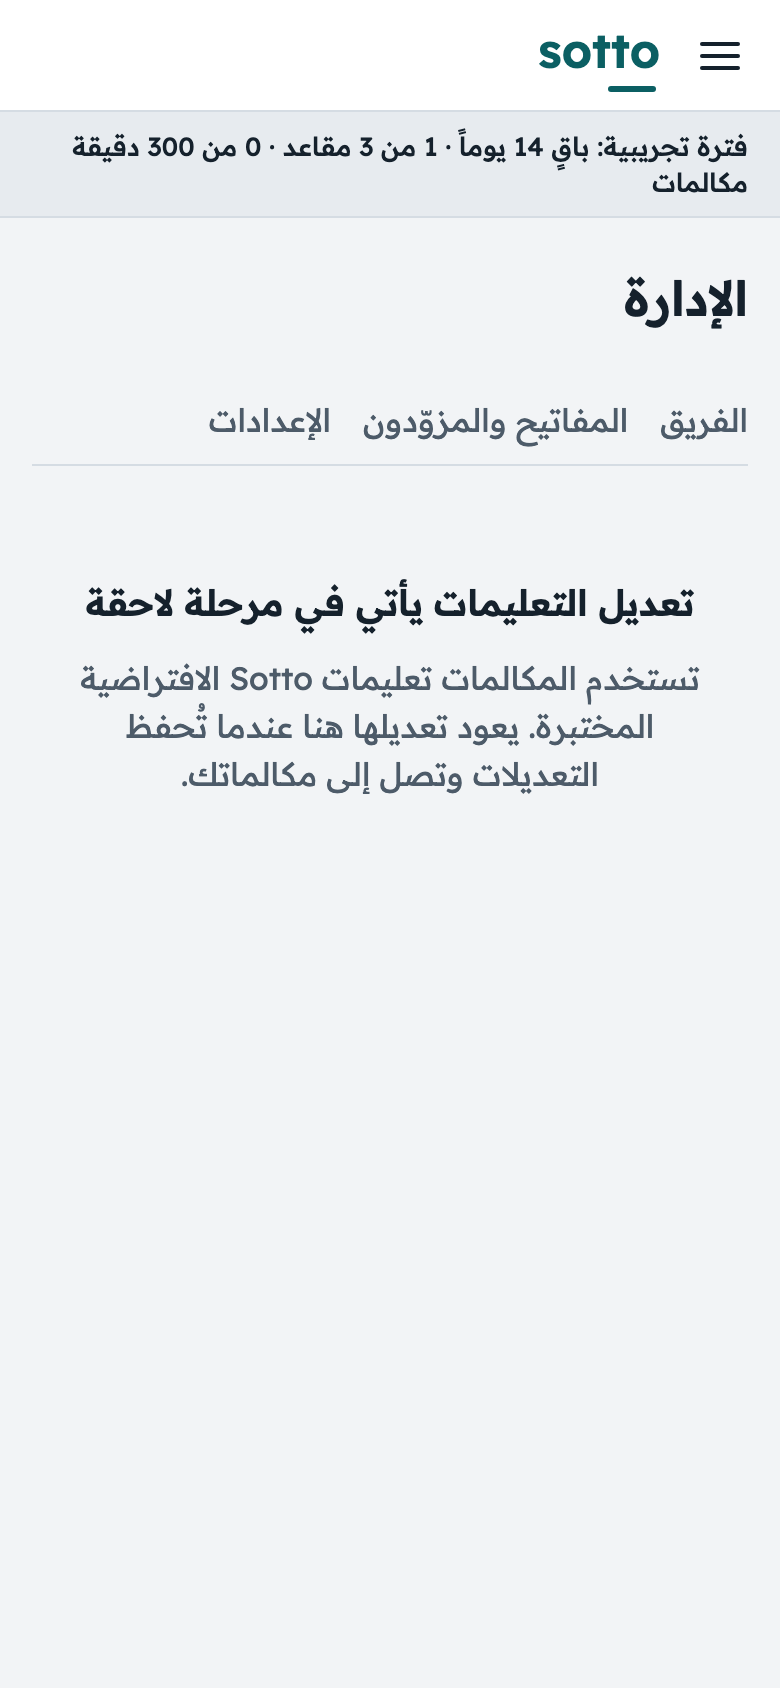 sotto
فترة تجريبية: باقٍ 14 يوماً · 1 من 3 مقاعد · 0 من 300 دقيقة
مكالمات
الإدارة
الفريق المفاتيح والمزوّدون الإعدادات
تعديل التعليمات يأتي في مرحلة لاحقة
تستخدم المكالمات تعليمات Sotto الافتراضية
المختبرة. يعود تعديلها هنا عندما تُحفظ
التعديلات وتصل إلى مكالماتك.